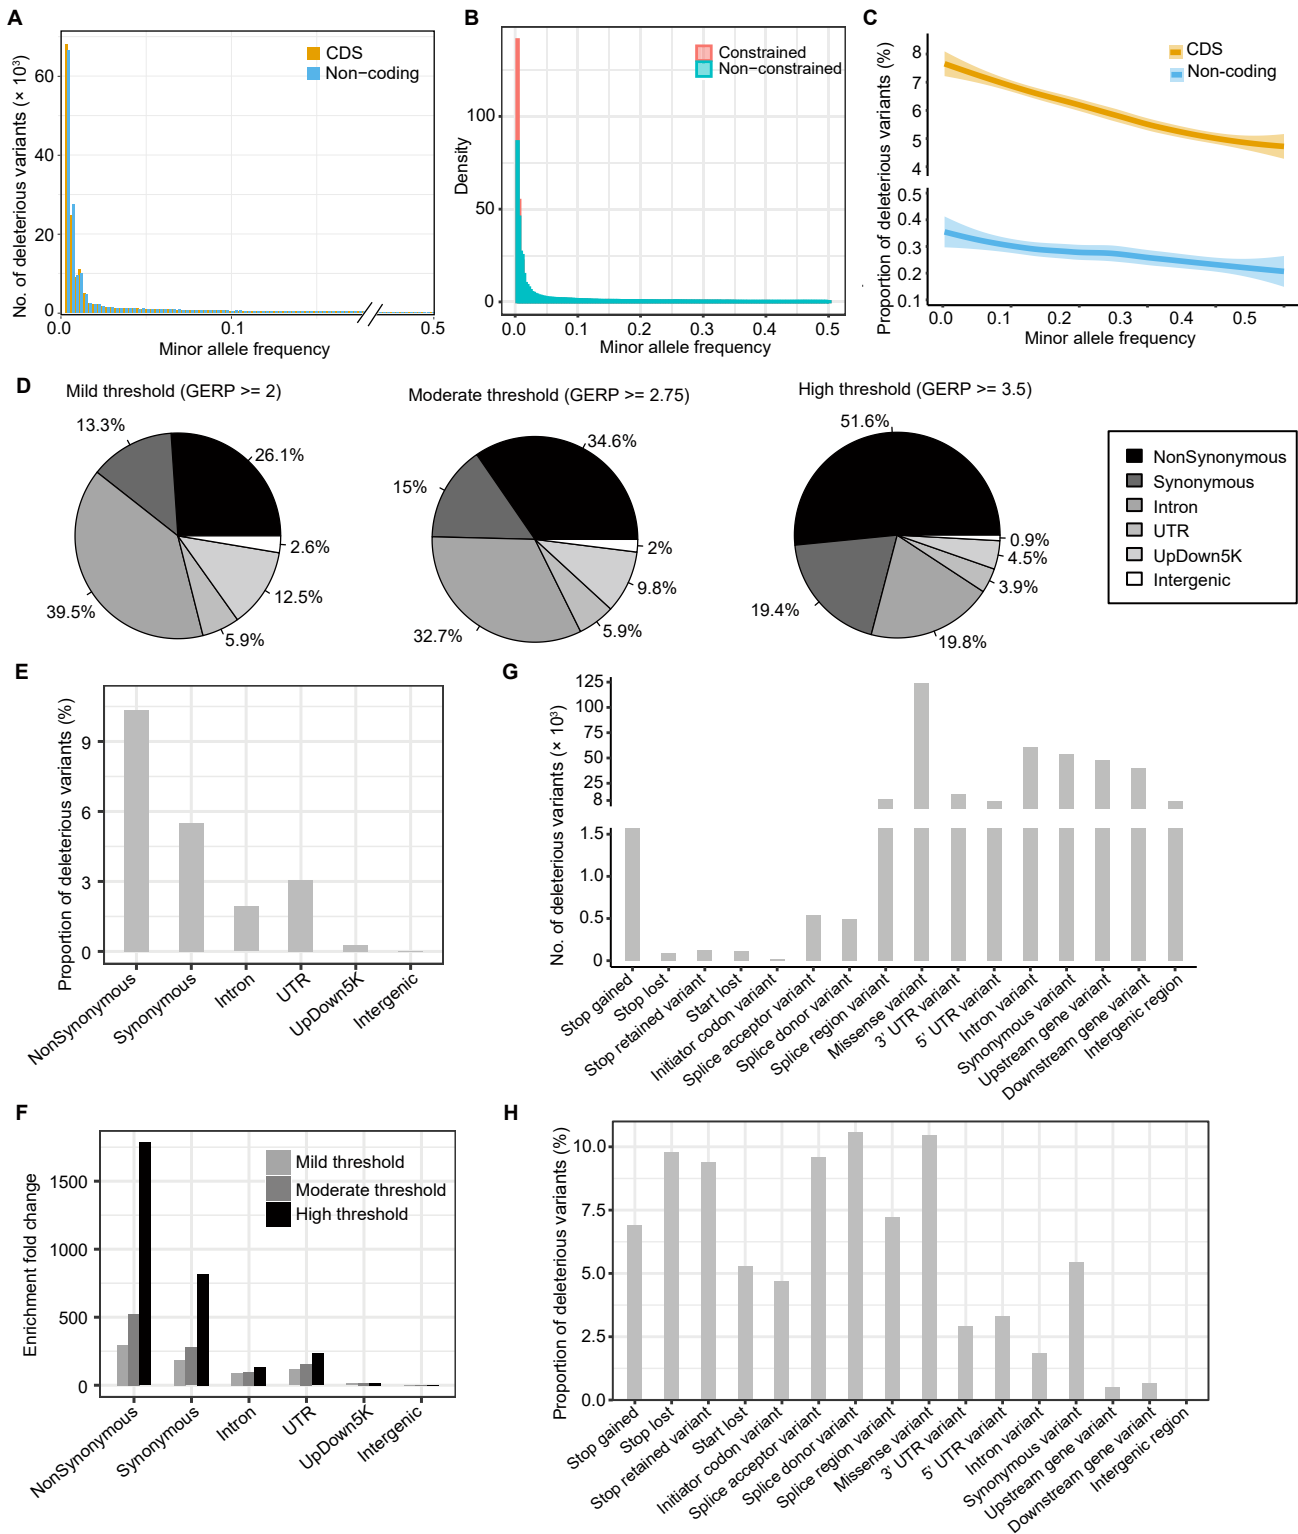 A
No. of deleterious variants (× 10³)
60
40
20
0
0.0
0.1
0.5
Minor allele frequency
CDS
Non−coding
B
Density
100
50
0
0.0
0.1
0.2
0.3
0.4
0.5
Minor allele frequency
Constrained
Non−constrained
C
Proportion of deleterious variants (%)
8
7
6
5
4
0.5
0.4
0.3
0.2
0.1
0.0
0.1
0.2
0.3
0.4
0.5
Minor allele frequency
CDS
Non-coding
D
Mild threshold (GERP >= 2)
13.3%
26.1%
2.6%
12.5%
5.9%
39.5%
Moderate threshold (GERP >= 2.75)
34.6%
15%
2%
9.8%
5.9%
32.7%
High threshold (GERP >= 3.5)
51.6%
0.9%
4.5%
3.9%
19.8%
19.4%
NonSynonymous
Synonymous
Intron
UTR
UpDown5K
Intergenic
E
Proportion of deleterious variants (%)
9
6
3
0
NonSynonymous
Synonymous
Intron
UTR
UpDown5K
Intergenic
G
No. of deleterious variants (× 10³)
125
100
75
50
25
8
1.5
1.0
0.5
0
Stop gained
Stop lost
Stop retained variant
Start lost
Initiator codon variant
Splice acceptor variant
Splice donor variant
Splice region variant
Missense variant
3’ UTR variant
5’ UTR variant
Intron variant
Synonymous variant
Upstream gene variant
Downstream gene variant
Intergenic region
F
Enrichment fold change
1500
1000
500
0
Mild threshold
Moderate threshold
High threshold
NonSynonymous
Synonymous
Intron
UTR
UpDown5K
Intergenic
H
Proportion of deleterious variants (%)
10.0
7.5
5.0
2.5
0.0
Stop gained
Stop lost
Stop retained variant
Start lost
Initiator codon variant
Splice acceptor variant
Splice donor variant
Splice region variant
Missense variant
3’ UTR variant
5’ UTR variant
Intron variant
Synonymous variant
Upstream gene variant
Downstream gene variant
Intergenic region